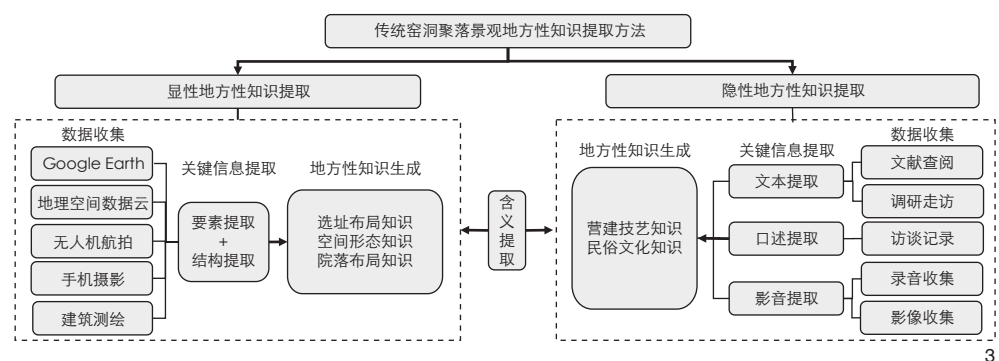 传统窑洞聚落景观地方性知识提取方法
显性地方性知识提取
隐性地方性知识提取
数据收集
Google Earth
地理空间数据云
无人机航拍
手机摄影
建筑测绘
关键信息提取
要素提取
+
结构提取
地方性知识生成
选址布局知识
空间形态知识
院落布局知识
含
义
提
取
地方性知识生成
营建技艺知识
民俗文化知识
关键信息提取
文本提取
口述提取
影音提取
数据收集
文献查阅
调研走访
访谈记录
录音收集
影像收集
3